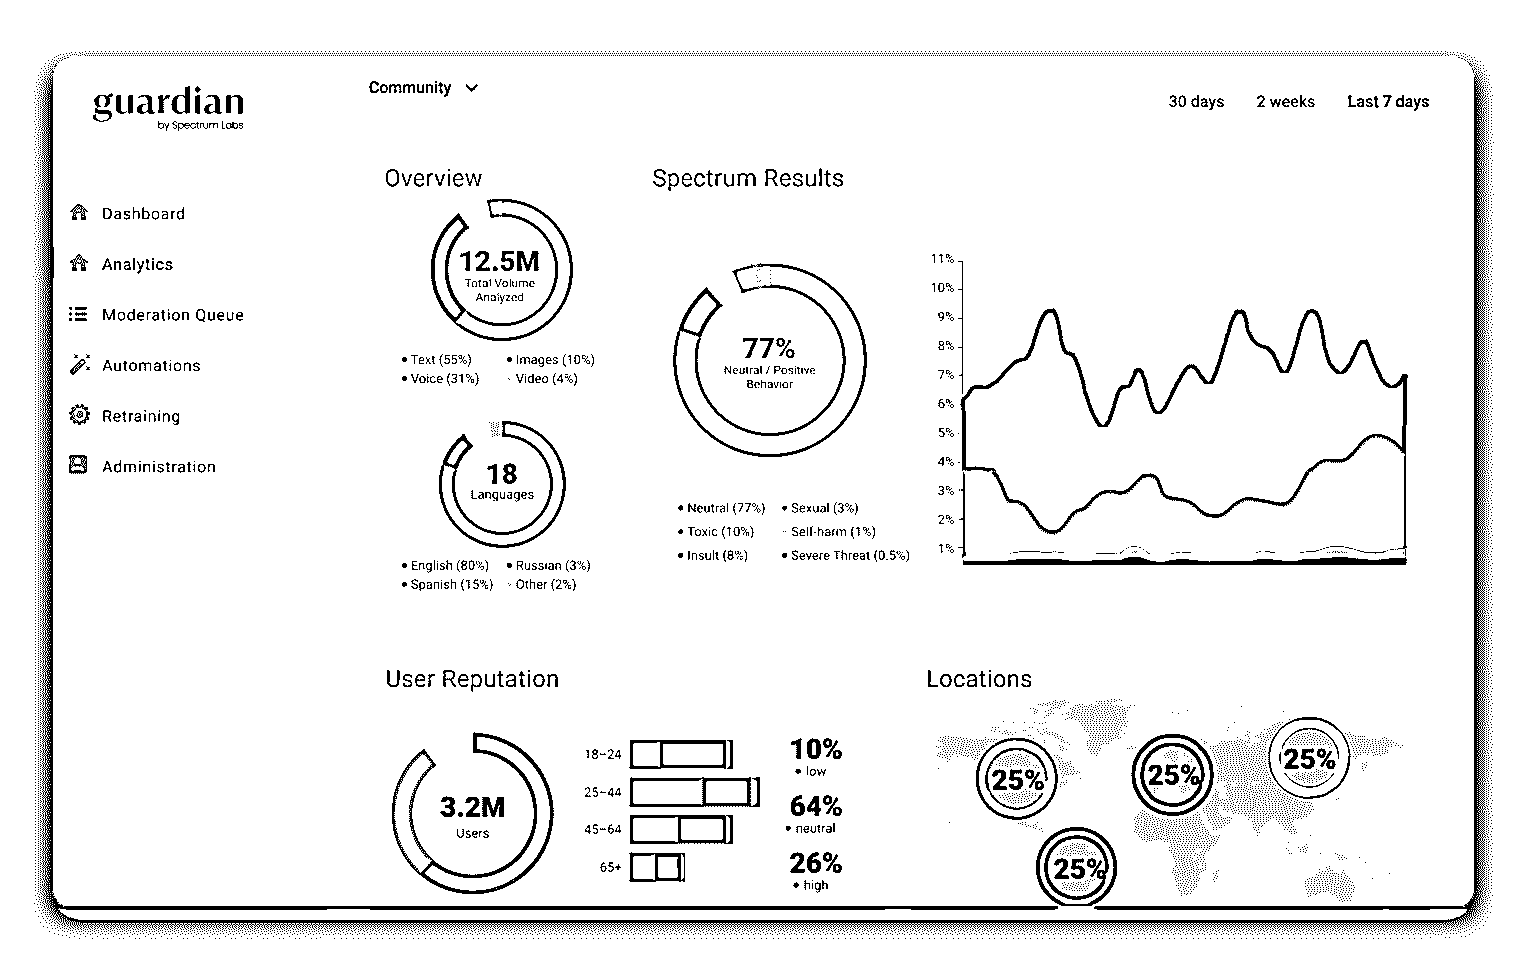 guardian
by Spectrum Labs
Community
30 days 2 weeks Last 7 days
Dashboard
Analytics
Moderation Queue
Automations
Retraining
Administration
Overview
12.5M
Total Volume
Analyzed
• Text (55%) • Images (10%)
• Voice (31%) • Video (4%)
18
Languages
• English (80%) • Russian (3%)
• Spanish (15%) • Other (2%)
Spectrum Results
77%
Neutral / Positive
Behavior
• Neutral (77%) • Sexual (3%)
• Toxic (10%) • Self-harm (1%)
• Insult (8%) • Severe Threat (0.5%)
11%
10%
9%
8%
7%
6%
5%
4%
3%
2%
1%
User Reputation
3.2M
Users
18–24
25–44
45–64
65+
10%
• low
64%
• neutral
26%
• high
Locations
25%
25%
25%
25%